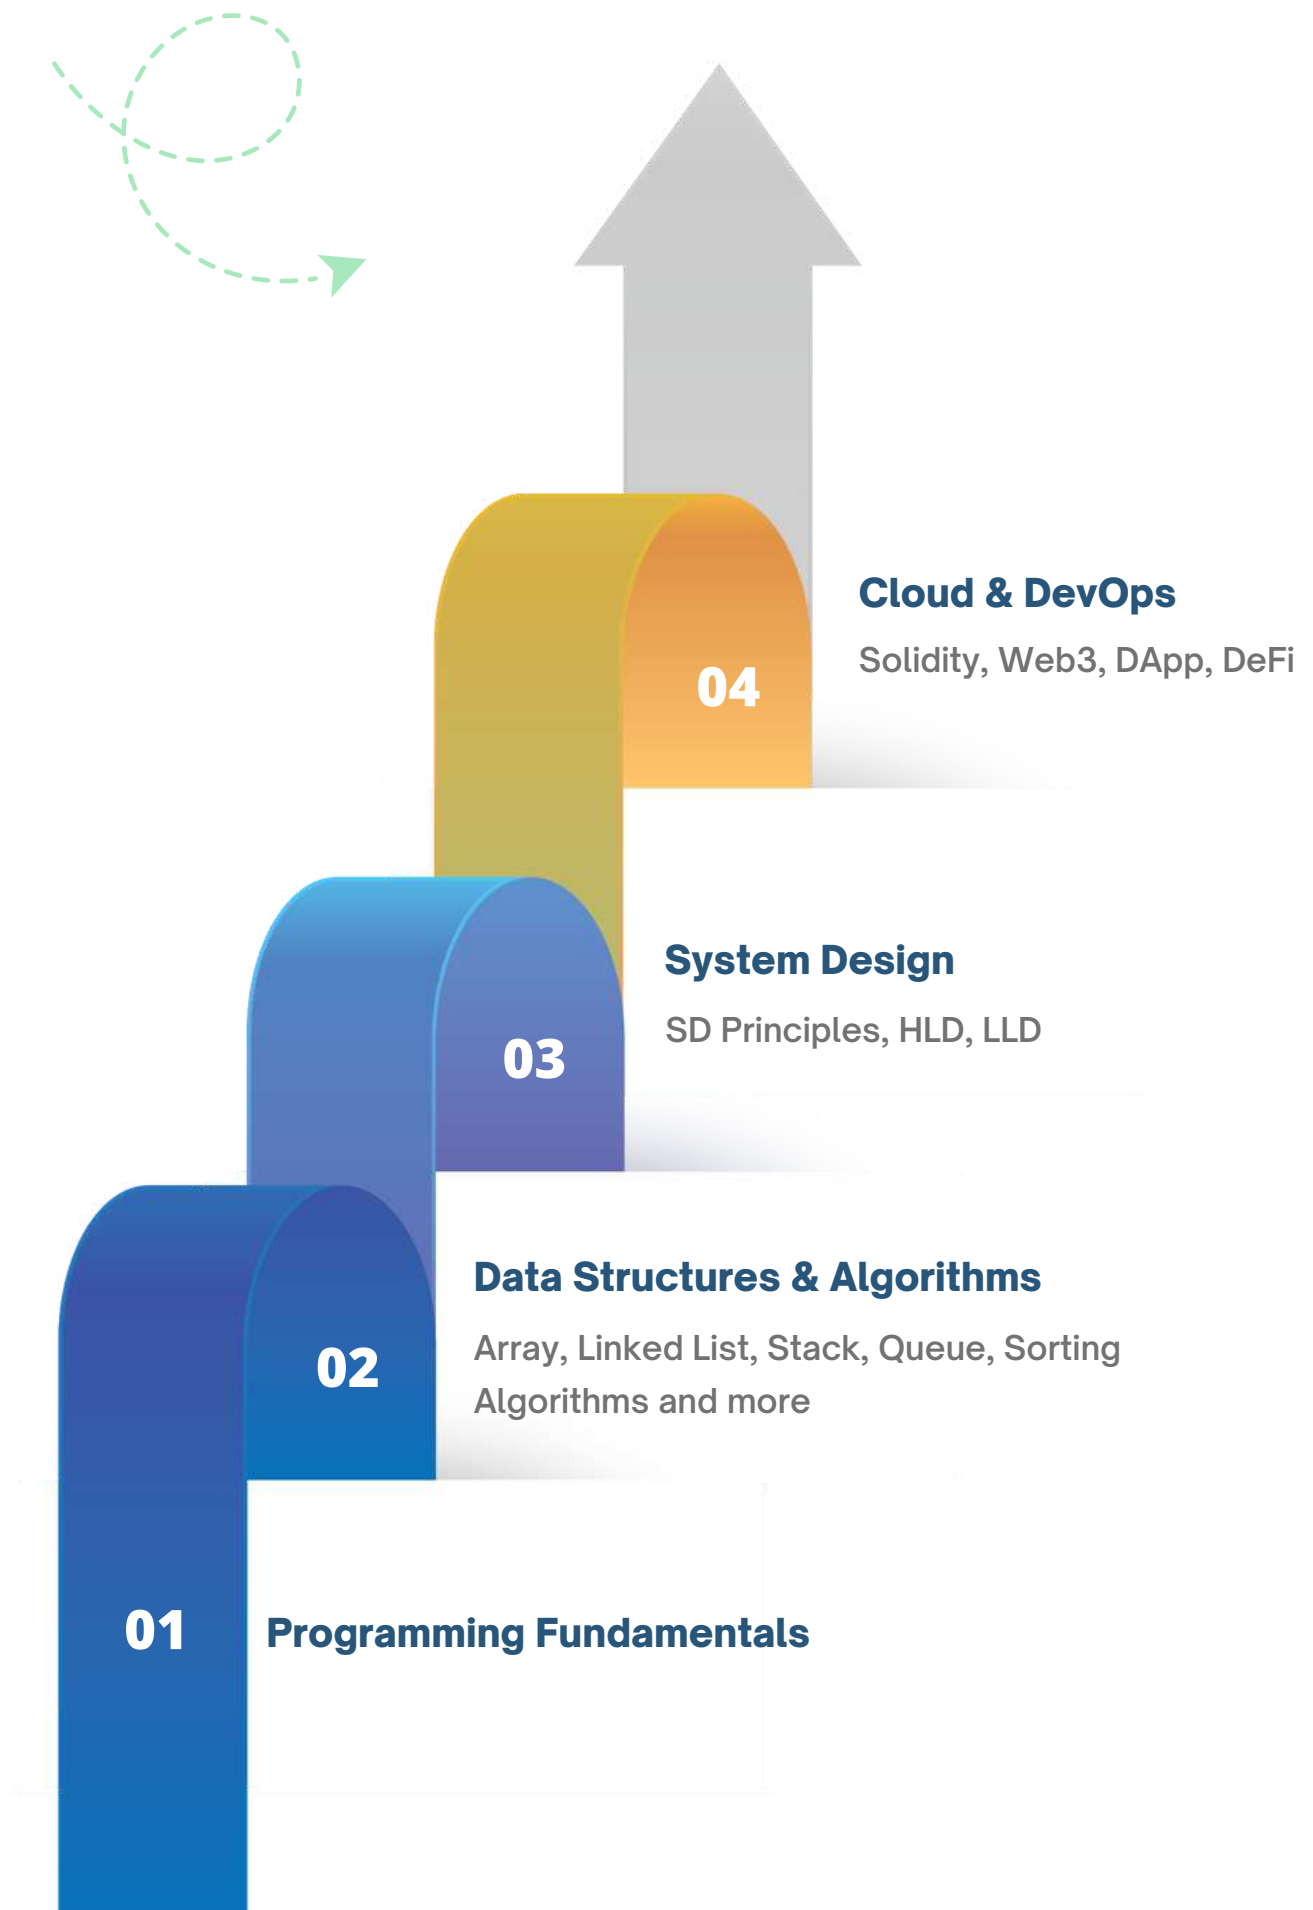 04
Cloud & DevOps
Solidity, Web3, DApp, DeFi
03
System Design
SD Principles, HLD, LLD
02
Data Structures & Algorithms
Array, Linked List, Stack, Queue, Sorting
Algorithms and more
01
Programming Fundamentals